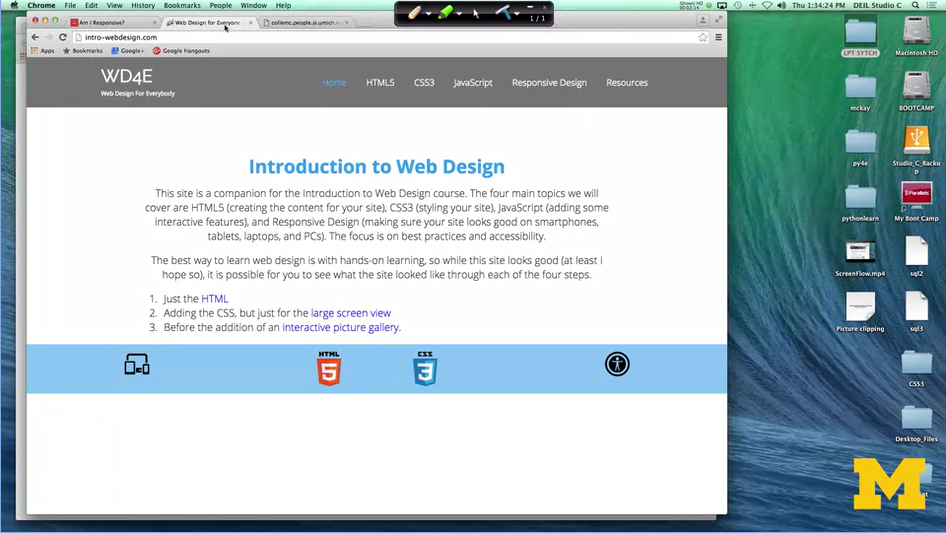 Chrome File Edit View History Bookmarks People Window Help
Thu 1:34:24 PM DEIL Studio C
Am I Responsive?
Web Design for Everyone
collemc.people.si.umich.e
1 / 1
intro-webdesign.com
Apps Bookmarks Google+ Google Hangouts
WD4E
Web Design For Everybody
Home HTML5 CSS3 JavaScript Responsive Design Resources
Introduction to Web Design
This site is a companion for the Introduction to Web Design course. The four main topics we will
cover are HTML5 (creating the content for your site), CSS3 (styling your site), JavaScript (adding some
interactive features), and Responsive Design (making sure your site looks good on smartphones,
tablets, laptops, and PCs). The focus is on best practices and accessibility.
The best way to learn web design is with hands-on learning, so while this site looks good (at least I
hope so), it is possible for you to see what the site looked like through each of the four steps.
1. Just the HTML
2. Adding the CSS, but just for the large screen view
3. Before the addition of an interactive picture gallery.
HTML
5
CSS
3
LPT SYTCH
Macintosh HD
mckay
BOOTCAMP
py4e
Studio_C_Backu
p
pythonlearn
Parallels
My Boot Camp
ScreenFlow.mp4
sql2
Picture clipping
sql3
CSS3
Desktop_Files
M